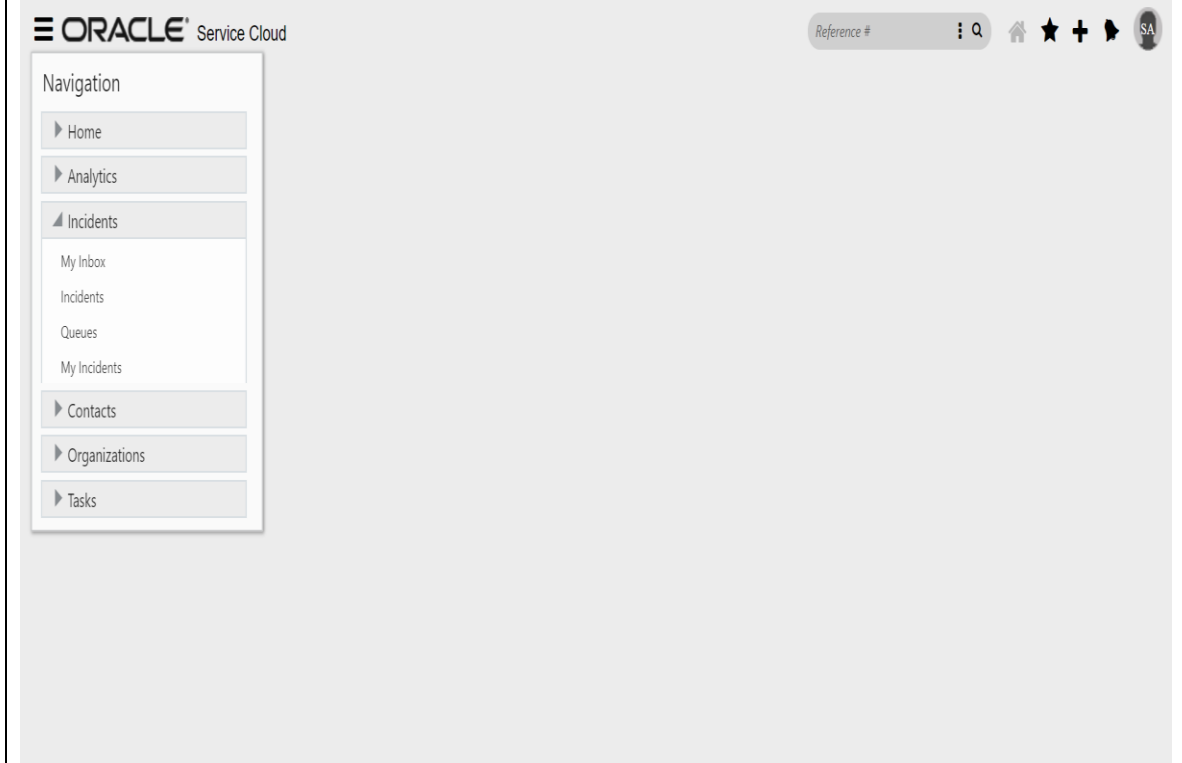 ORACLE® Service Cloud
Reference #
SA
Navigation
Home
Analytics
Incidents
My Inbox
Incidents
Queues
My Incidents
Contacts
Organizations
Tasks